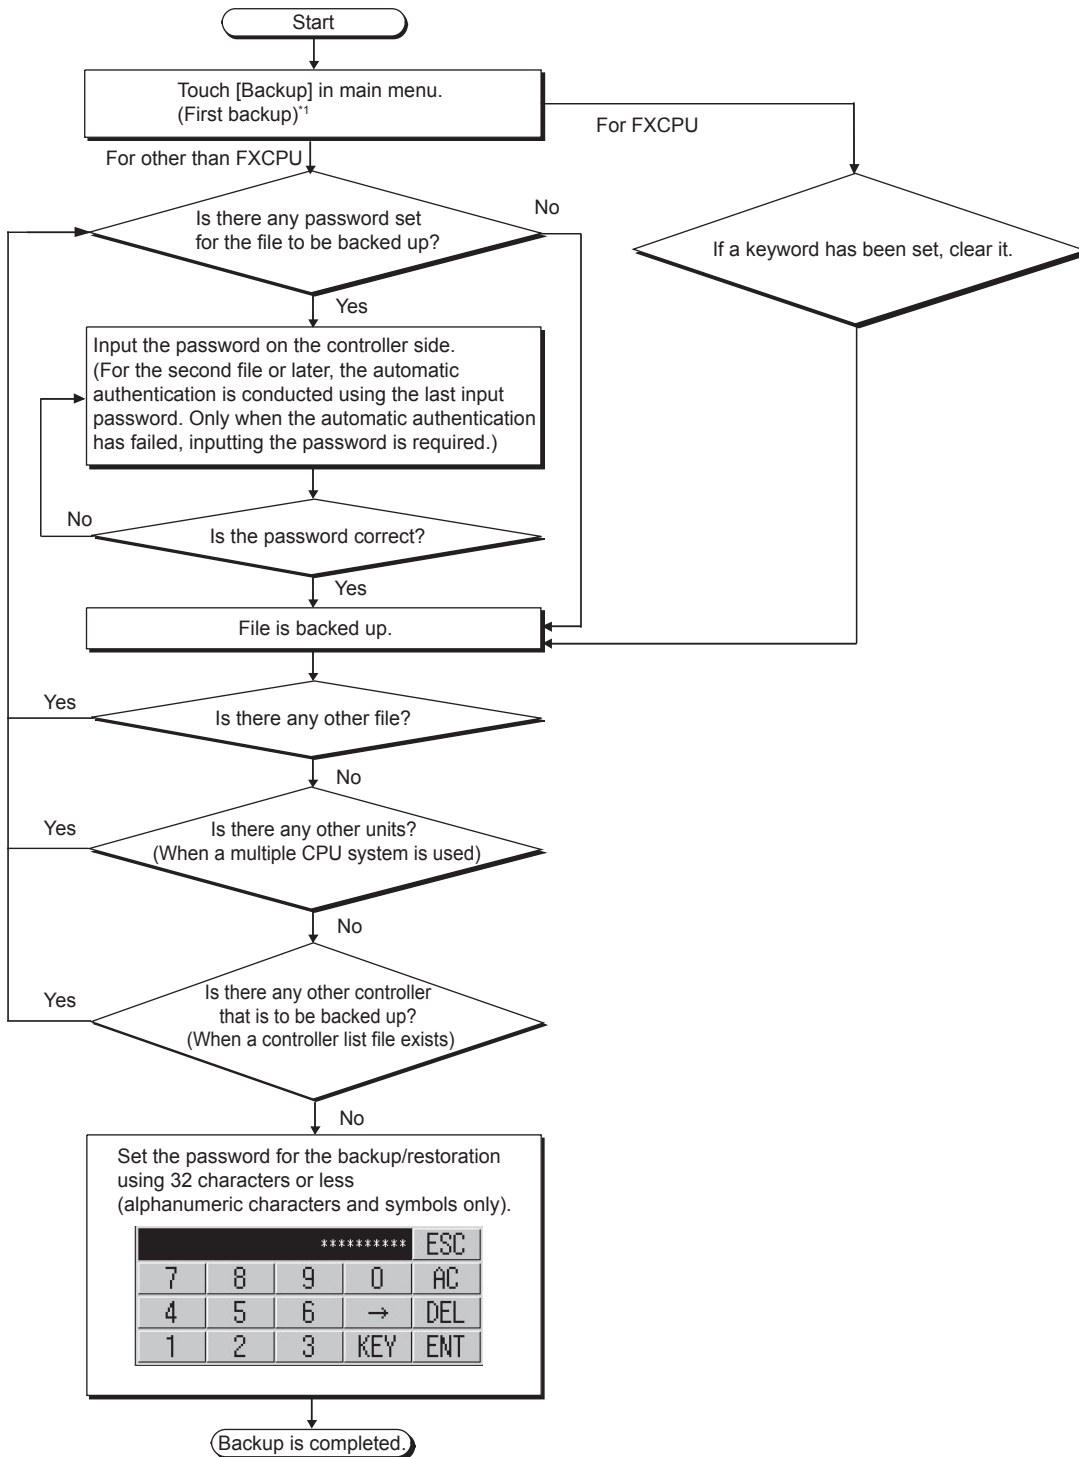 Start
Touch [Backup] in main menu.
(First backup)*1
For FXCPU
For other than FXCPU
Is there any password set
for the file to be backed up?
No
If a keyword has been set, clear it.
Yes
Input the password on the controller side.
(For the second file or later, the automatic
authentication is conducted using the last input
password. Only when the automatic authentication
has failed, inputting the password is required.)
No
Is the password correct?
Yes
File is backed up.
Yes
Is there any other file?
No
Yes
Is there any other units?
(When a multiple CPU system is used)
No
Yes
Is there any other controller
that is to be backed up?
(When a controller list file exists)
No
Set the password for the backup/restoration
using 32 characters or less
(alphanumeric characters and symbols only).
********** ESC
7 8 9 0 AC
4 5 6 → DEL
1 2 3 KEY ENT
Backup is completed.